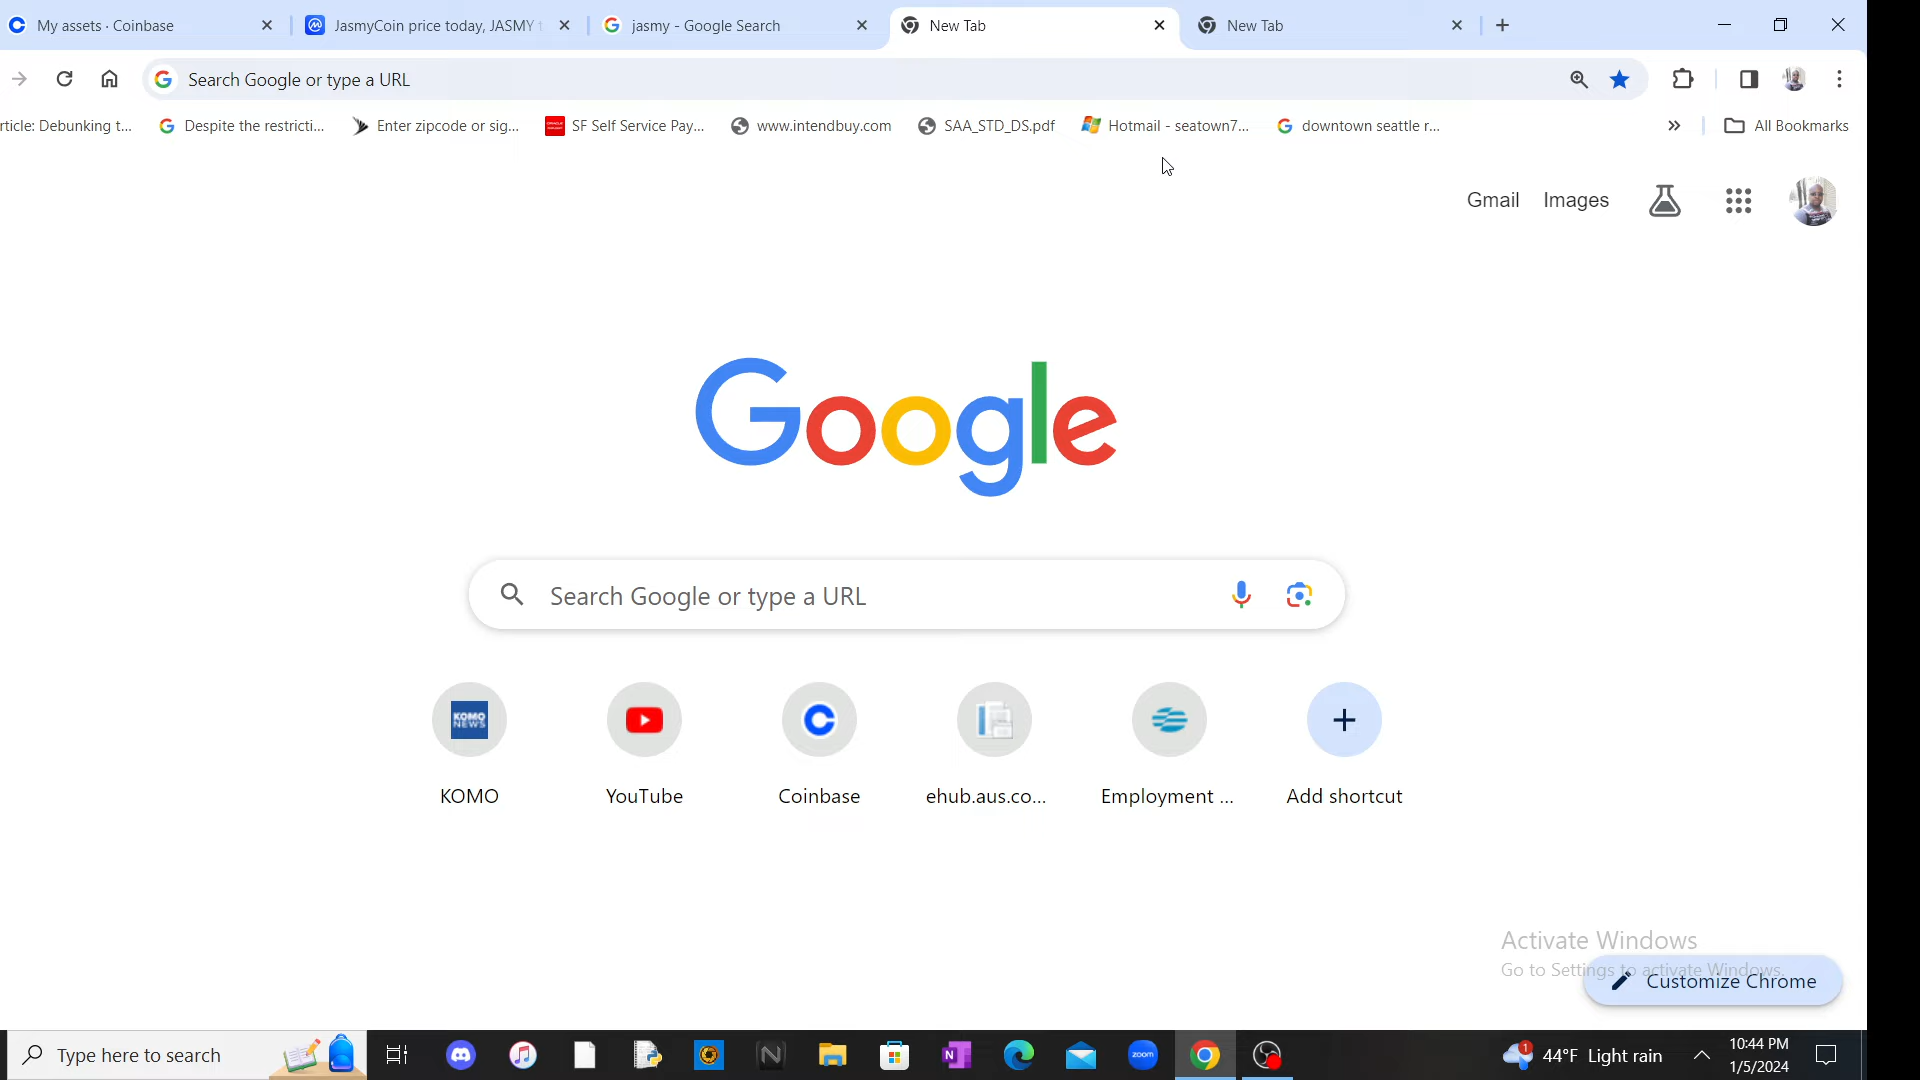 My assets · Coinbase
JasmyCoin price today, JASMY t
jasmy - Google Search
New Tab
New Tab
Search Google or type a URL
rticle: Debunking t...
Despite the restricti...
Enter zipcode or sig...
SF Self Service Pay...
www.intendbuy.com
SAA_STD_DS.pdf
Hotmail - seatown7...
downtown seattle r...
All Bookmarks
Gmail
Images
Google
Search Google or type a URL
KOMO NEWS
KOMO
YouTube
Coinbase
ehub.aus.co...
Employment ...
Add shortcut
Activate Windows
Go to Settings to activate Windows.
Customize Chrome
Type here to search
zoom
1
44°F Light rain
10:44 PM
1/5/2024